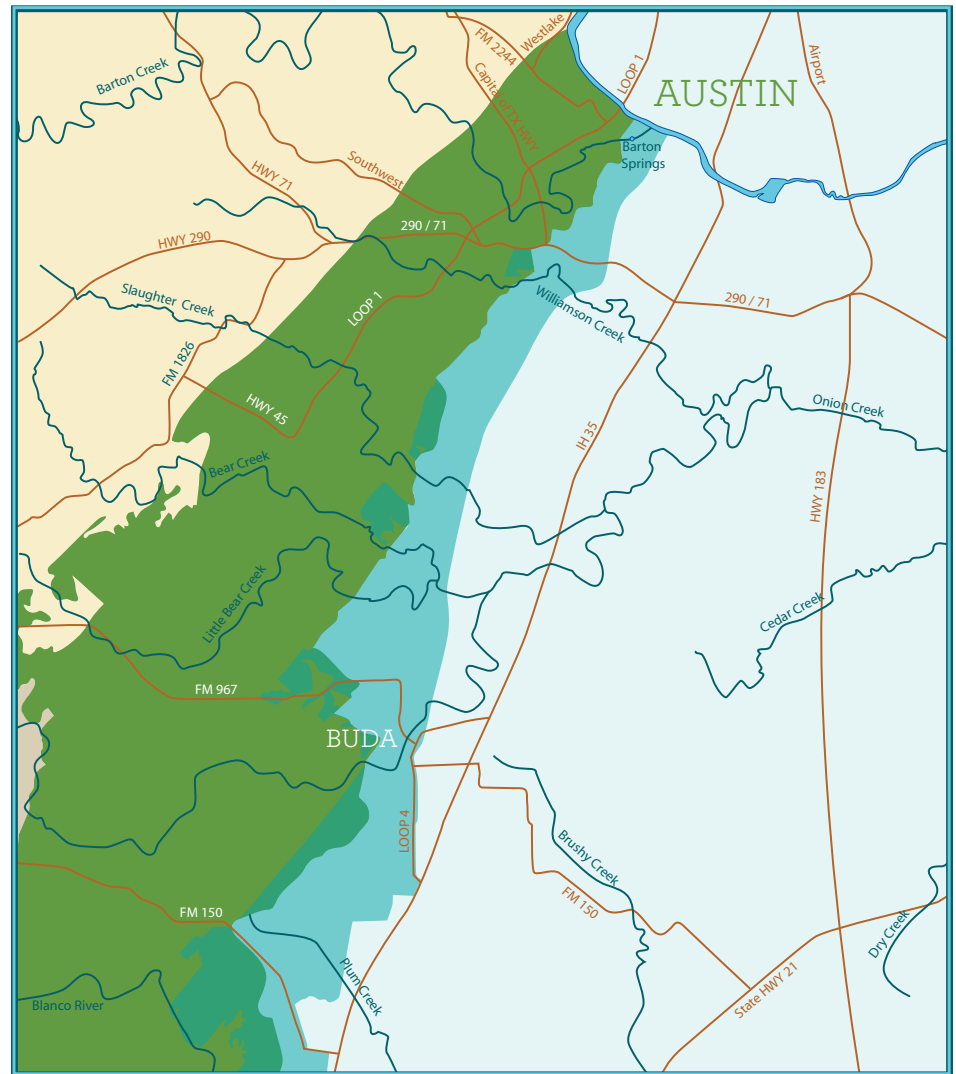 Westlake
FM 2244
LOOP 1
Airport
Barton Creek
Capital of TX HWY
AUSTIN
Barton
Springs
HWY 71
Southwest
290 / 71
HWY 290
Slaughter Creek
LOOP 1
Williamson Creek
290 / 71
FM 1826
HWY 45
Onion Creek
IH 35
Bear Creek
HWY 183
Little Bear Creek
Cedar Creek
FM 967
BUDA
LOOP 4
Brushy Creek
FM 150
FM 150
Dry Creek
Plum Creek
State HWY 21
Blanco River